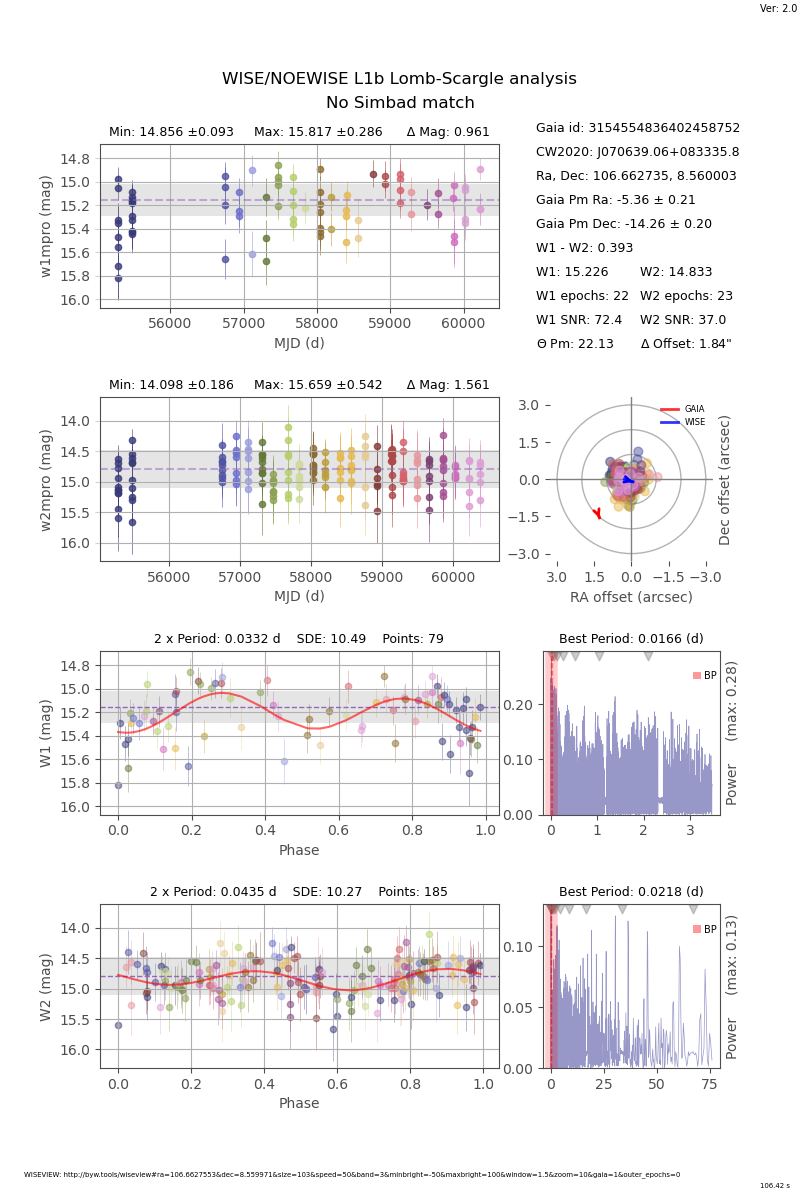 Ver: 2.0
WISE/NOEWISE L1b Lomb-Scargle analysis
No Simbad match
Min: 14.856 ±0.093 Max: 15.817 ±0.286 Δ Mag: 0.961
14.8
15.0
15.2
15.4
15.6
15.8
16.0
w1mpro (mag)
56000 57000 58000 59000 60000
MJD (d)
Gaia id: 3154554836402458752
CW2020: J070639.06+083335.8
Ra, Dec: 106.662735, 8.560003
Gaia Pm Ra: -5.36 ± 0.21
Gaia Pm Dec: -14.26 ± 0.20
W1 - W2: 0.393
W1: 15.226 W2: 14.833
W1 epochs: 22 W2 epochs: 23
W1 SNR: 72.4 W2 SNR: 37.0
Θ Pm: 22.13 Δ Offset: 1.84"
Min: 14.098 ±0.186 Max: 15.659 ±0.542 Δ Mag: 1.561
14.0
14.5
15.0
15.5
16.0
w2mpro (mag)
56000 57000 58000 59000 60000
MJD (d)
GAIA
WISE
3.0
1.5
0.0
−1.5
−3.0
Dec offset (arcsec)
3.0 1.5 0.0 −1.5 −3.0
RA offset (arcsec)
2 x Period: 0.0332 d SDE: 10.49 Points: 79
14.8
15.0
15.2
15.4
15.6
15.8
16.0
W1 (mag)
0.0 0.2 0.4 0.6 0.8 1.0
Phase
Best Period: 0.0166 (d)
BP
0.20
0.10
0.00
Power (max: 0.28)
0 1 2 3
2 x Period: 0.0435 d SDE: 10.27 Points: 185
14.0
14.5
15.0
15.5
16.0
W2 (mag)
0.0 0.2 0.4 0.6 0.8 1.0
Phase
Best Period: 0.0218 (d)
BP
0.10
0.05
0.00
Power (max: 0.13)
0 25 50 75
WISEVIEW: http://byw.tools/wiseview#ra=106.6627553&dec=8.559971&size=103&speed=50&band=3&minbright=-50&maxbright=100&window=1.5&zoom=10&gaia=1&outer_epochs=0
106.42 s